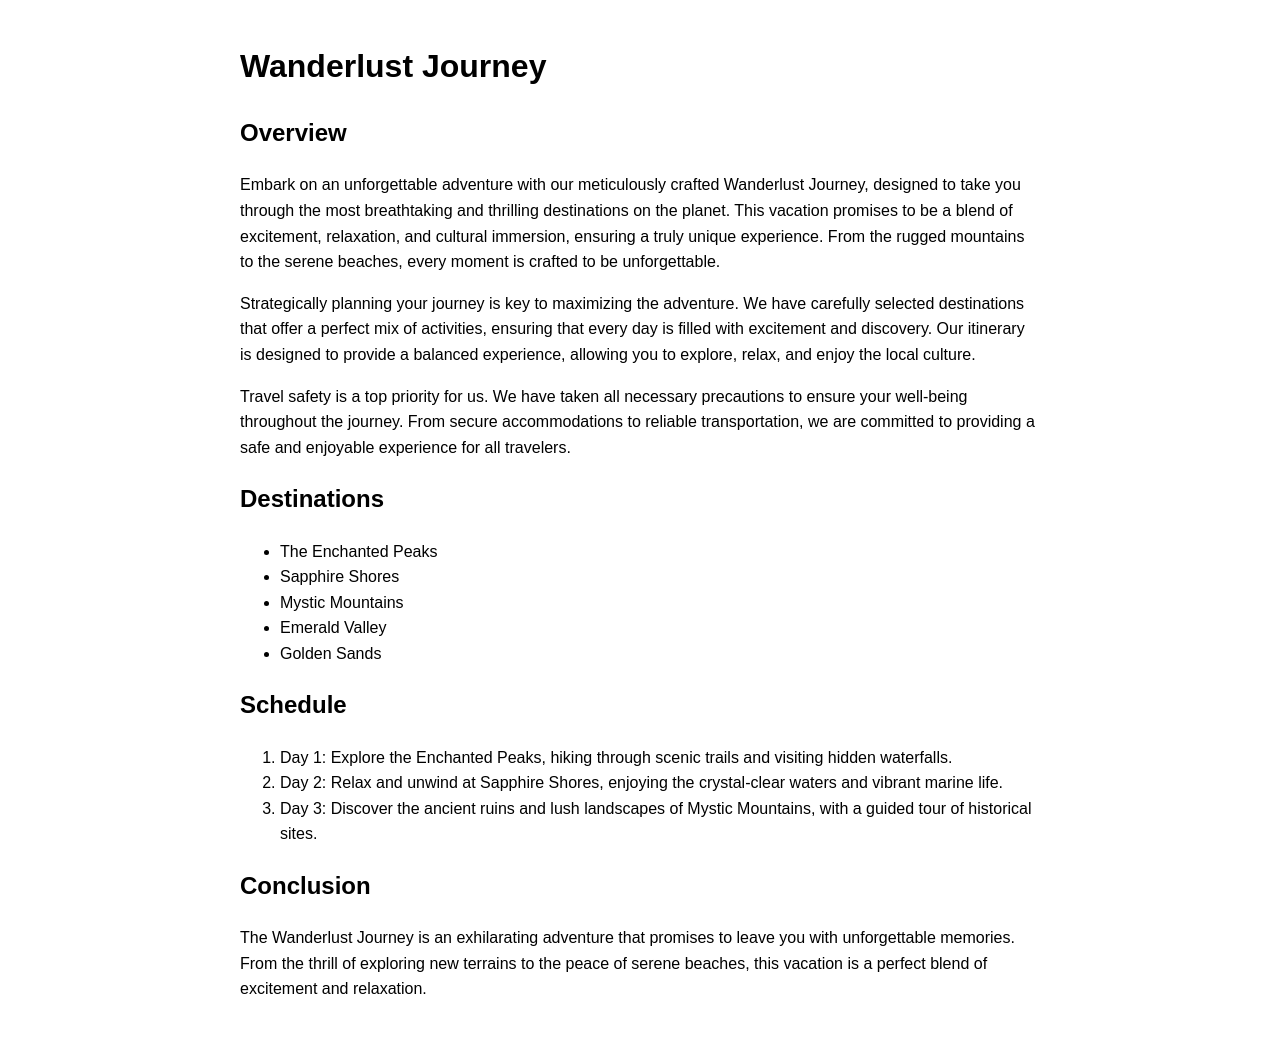 Wanderlust Journey
Overview
Embark on an unforgettable adventure with our meticulously crafted Wanderlust Journey, designed to take you
through the most breathtaking and thrilling destinations on the planet. This vacation promises to be a blend of
excitement, relaxation, and cultural immersion, ensuring a truly unique experience. From the rugged mountains
to the serene beaches, every moment is crafted to be unforgettable.
Strategically planning your journey is key to maximizing the adventure. We have carefully selected destinations
that offer a perfect mix of activities, ensuring that every day is filled with excitement and discovery. Our itinerary
is designed to provide a balanced experience, allowing you to explore, relax, and enjoy the local culture.
Travel safety is a top priority for us. We have taken all necessary precautions to ensure your well-being
throughout the journey. From secure accommodations to reliable transportation, we are committed to providing a
safe and enjoyable experience for all travelers.
Destinations
• The Enchanted Peaks
• Sapphire Shores
• Mystic Mountains
• Emerald Valley
• Golden Sands
Schedule
1. Day 1: Explore the Enchanted Peaks, hiking through scenic trails and visiting hidden waterfalls.
2. Day 2: Relax and unwind at Sapphire Shores, enjoying the crystal-clear waters and vibrant marine life.
3. Day 3: Discover the ancient ruins and lush landscapes of Mystic Mountains, with a guided tour of historical
sites.
Conclusion
The Wanderlust Journey is an exhilarating adventure that promises to leave you with unforgettable memories.
From the thrill of exploring new terrains to the peace of serene beaches, this vacation is a perfect blend of
excitement and relaxation.